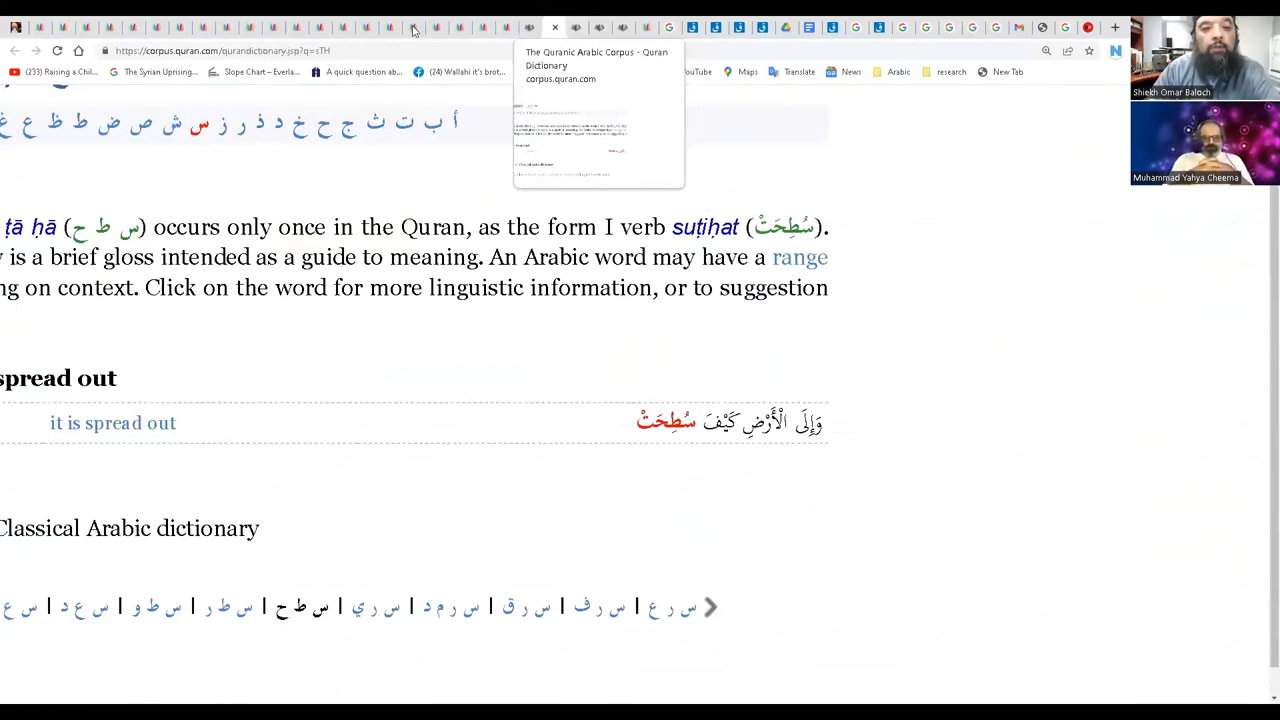 https://corpus.quran.com/qurandictionary.jsp?q=sTH
(233) Raising a Chil...
The Syrian Uprising...
Slope Chart – Everla...
A quick question ab...
(24) Wallahi it's brot...
YouTube
Maps
Translate
News
Arabic
research
New Tab
The Quranic Arabic Corpus - Quran
Dictionary
corpus.quran.com
Shiekh Omar Baloch
Muhammad Yahya Cheema
أ ب ت ث ج ح خ د ذ ر ز س ش ص ض ط ظ ع غ
ṭā ḥā (س ط ح) occurs only once in the Quran, as the form I verb suṭiḥat (سُطِحَتْ).
y is a brief gloss intended as a guide to meaning. An Arabic word may have a range
ng on context. Click on the word for more linguistic information, or to suggestion
spread out
it is spread out
وَإِلَى الْأَرْضِ كَيْفَ سُطِحَتْ
Classical Arabic dictionary
س ر ع | س ر ف | س ر ق | س ر م د | س ر ي | س ط ح | س ط ر | س ط و | س ع د | س ع